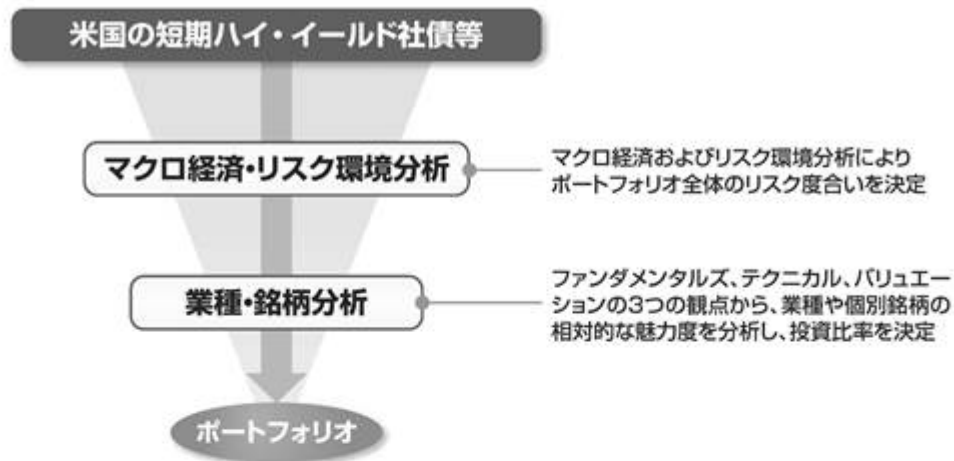 米国の短期ハイ・イールド社債等
マクロ経済・リスク環境分析
マクロ経済およびリスク環境分析により
ポートフォリオ全体のリスク度合いを決定
業種・銘柄分析
ファンダメンタルズ、テクニカル、バリュエー
ションの3つの観点から、業種や個別銘柄の
相対的な魅力度を分析し、投資比率を決定
ポートフォリオ